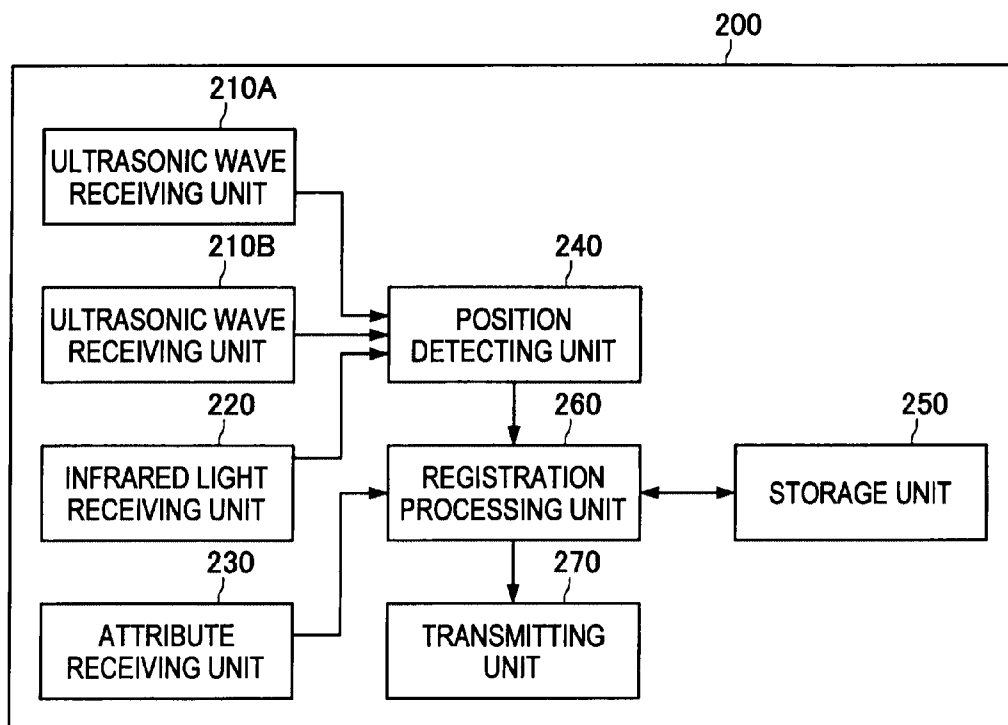 200
210A
ULTRASONIC WAVE
RECEIVING UNIT
210B
ULTRASONIC WAVE
RECEIVING UNIT
240
POSITION
DETECTING UNIT
220
INFRARED LIGHT
RECEIVING UNIT
260
REGISTRATION
PROCESSING UNIT
250
STORAGE UNIT
230
ATTRIBUTE
RECEIVING UNIT
270
TRANSMITTING
UNIT